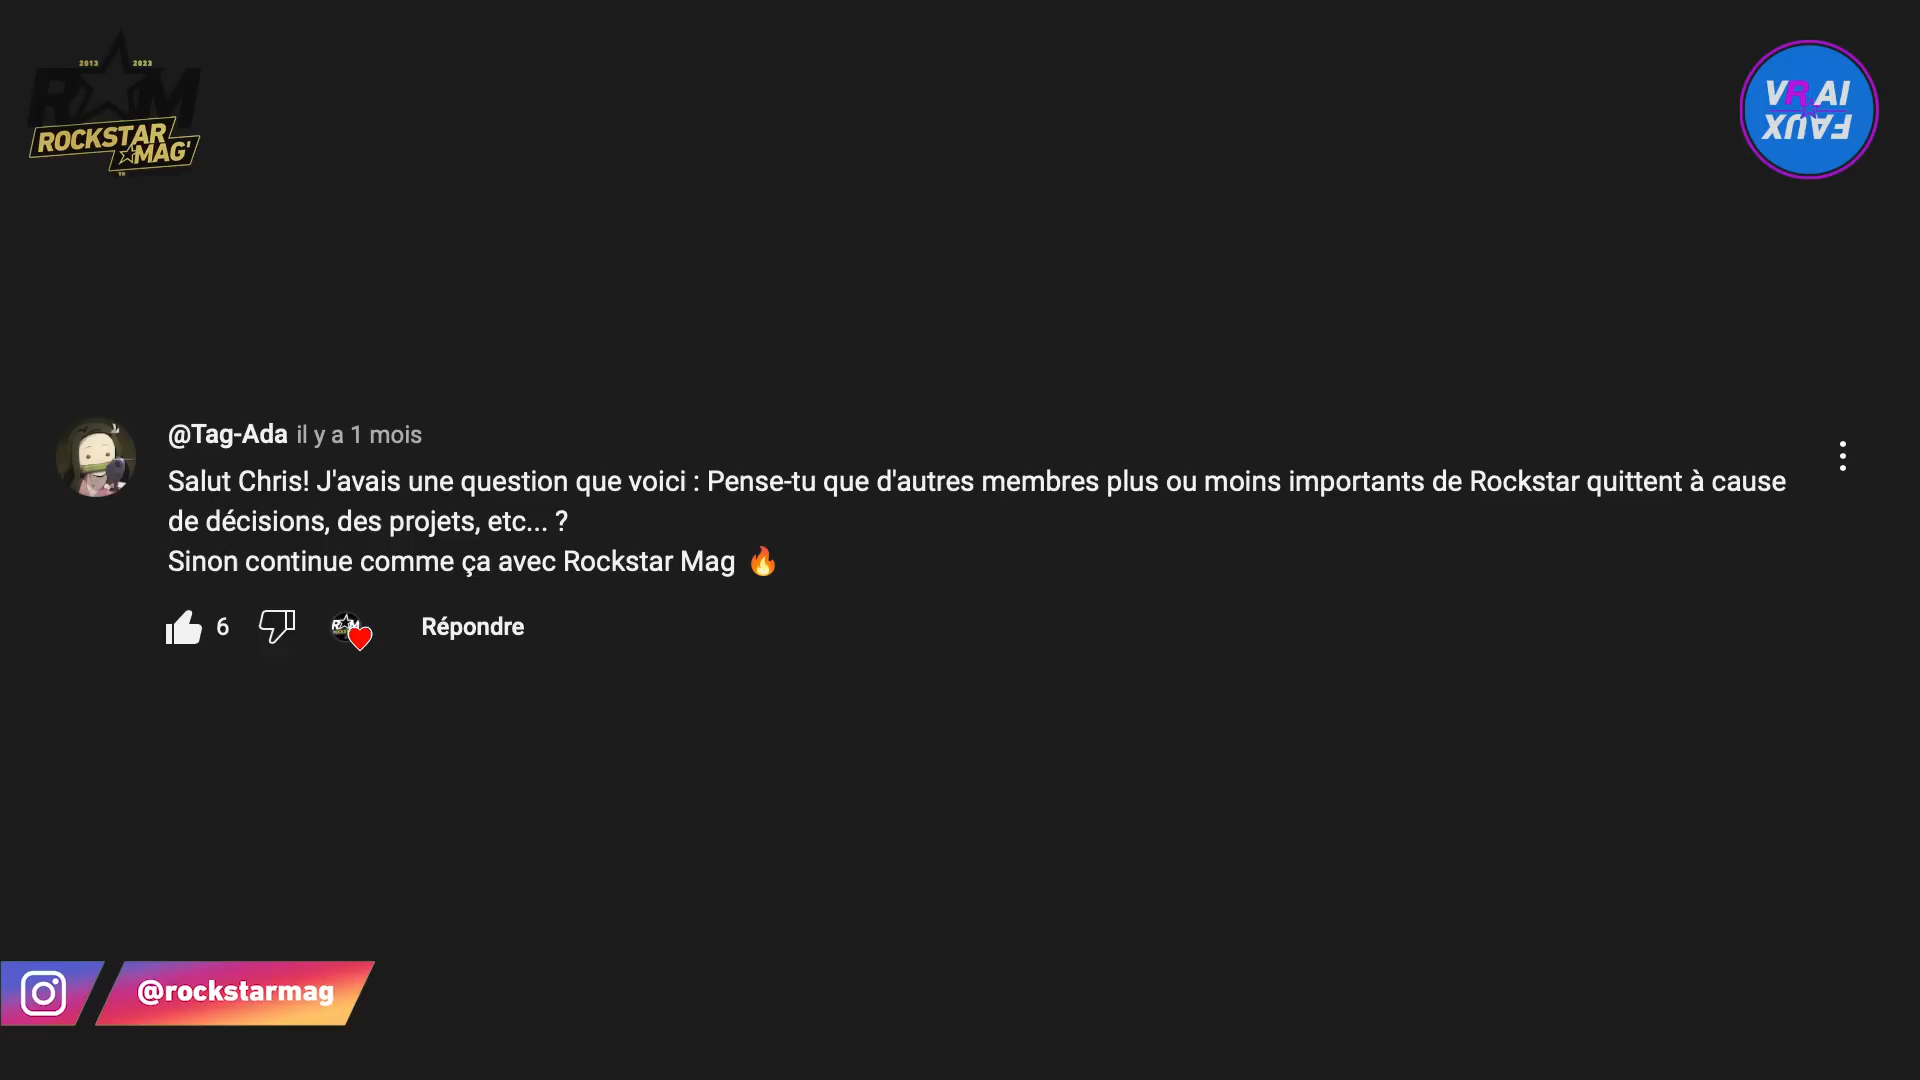 2013 2023
R★M
ROCKSTAR
MAG'
VRAI
FAUX
@Tag-Ada il y a 1 mois
Salut Chris! J'avais une question que voici : Pense-tu que d'autres membres plus ou moins importants de Rockstar quittent à cause
de décisions, des projets, etc... ?
Sinon continue comme ça avec Rockstar Mag 🔥
6
Répondre
@rockstarmag